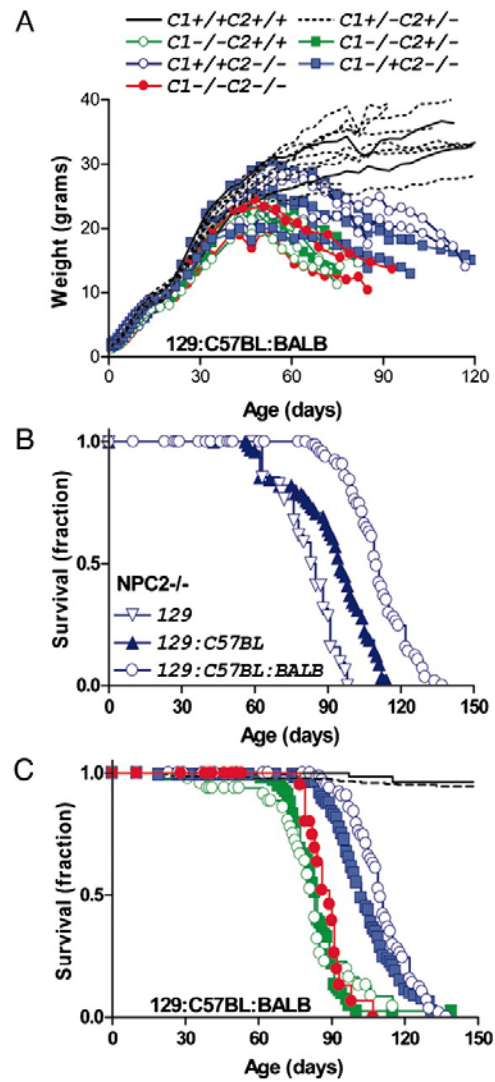 A
C1+/+C2+/+ C1+/-C2+/-
C1-/-C2+/+ C1-/-C2+/-
C1+/+C2-/- C1-/+C2-/-
C1-/-C2-/-
40
30
20
10
0
Weight (grams)
129:C57BL:BALB
0 30 60 90 120
Age (days)
B
1.0
0.5
0.0
Survival (fraction)
NPC2-/-
129
129:C57BL
129:C57BL:BALB
0 30 60 90 120 150
Age (days)
C
1.0
0.5
0.0
Survival (fraction)
129:C57BL:BALB
0 30 60 90 120 150
Age (days)